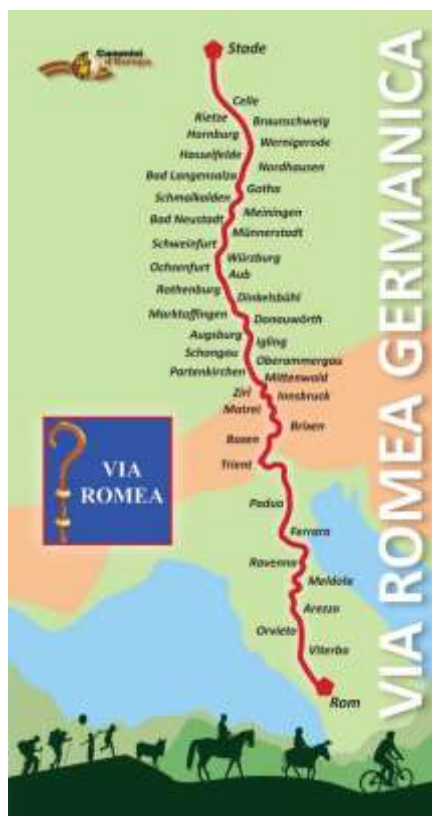 Cammini
d'Europa
Stade
Celle
Rietze
Braunschweig
Hornburg
Wernigerode
Hasselfelde
Nordhausen
Bad Langensalza
Gotha
Schmalkalden
Meiningen
Bad Neustadt
Münnerstadt
Schweinfurt
Würzburg
Ochsenfurt
Aub
Rothenburg
Dinkelsbühl
Marktoffingen
Donauwörth
Augsburg
Igling
Schongau
Oberammergau
Partenkirchen
Mittenwald
Zirl
Innsbruck
Matrei
Brixen
Bozen
Trient
VIA
ROMEA
Padua
Ferrara
Ravenna
Meldola
Arezzo
Orvieto
Viterbo
Rom
VIA ROMEA GERMANICA